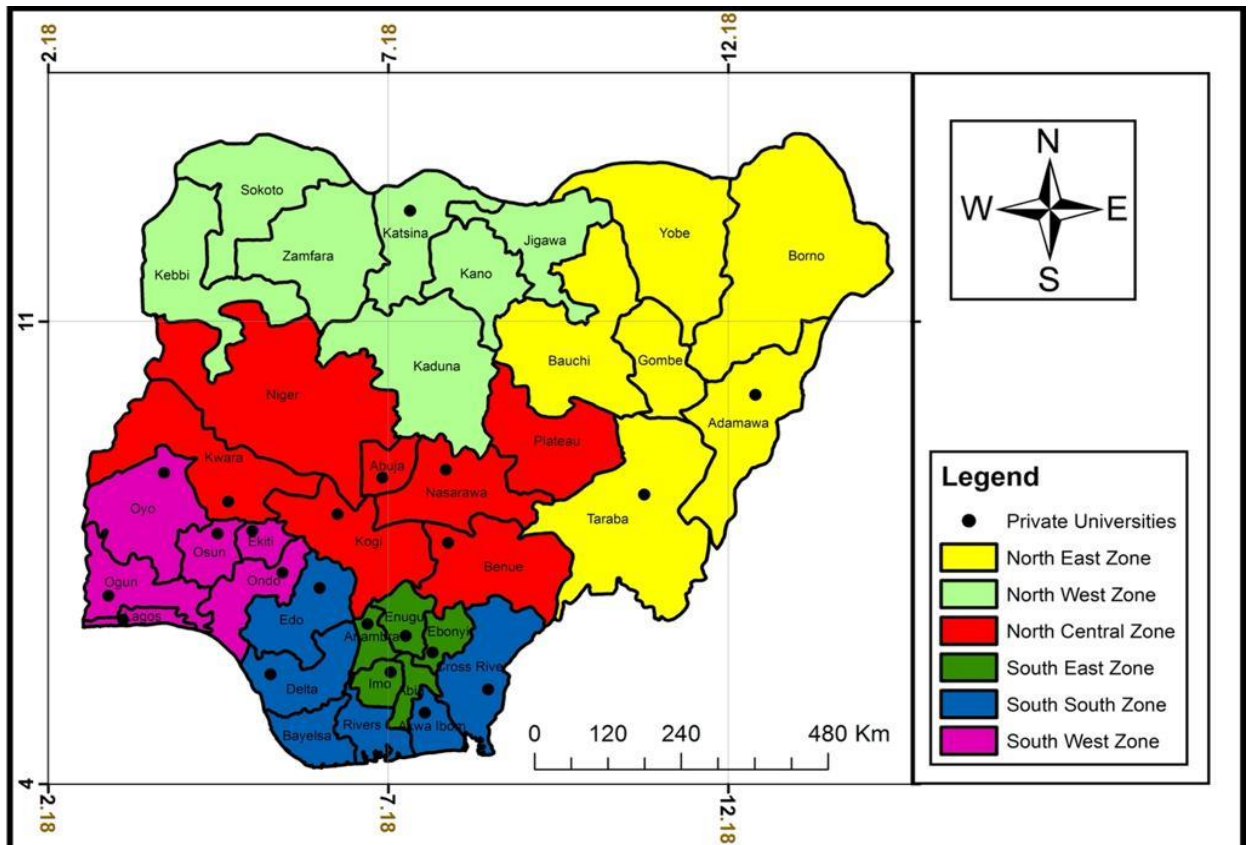 2.18
7.18
12.18
N
W
E
S
11
4
Sokoto
Kebbi
Zamfara
Katsina
Kano
Jigawa
Yobe
Borno
Kaduna
Bauchi
Gombe
Adamawa
Niger
Plateau
Abuja
Nasarawa
Kwara
Taraba
Oyo
Osun
Ekiti
Kogi
Benue
Ogun
Ondo
Lagos
Edo
Enugu
Ebonyi
Anambra
Cross Rive
Imo
Delta
Rivers
Akwa Ibom
Bayelsa
0 120 240 480 Km
2.18
7.18
12.18
Legend
Private Universities
North East Zone
North West Zone
North Central Zone
South East Zone
South South Zone
South West Zone